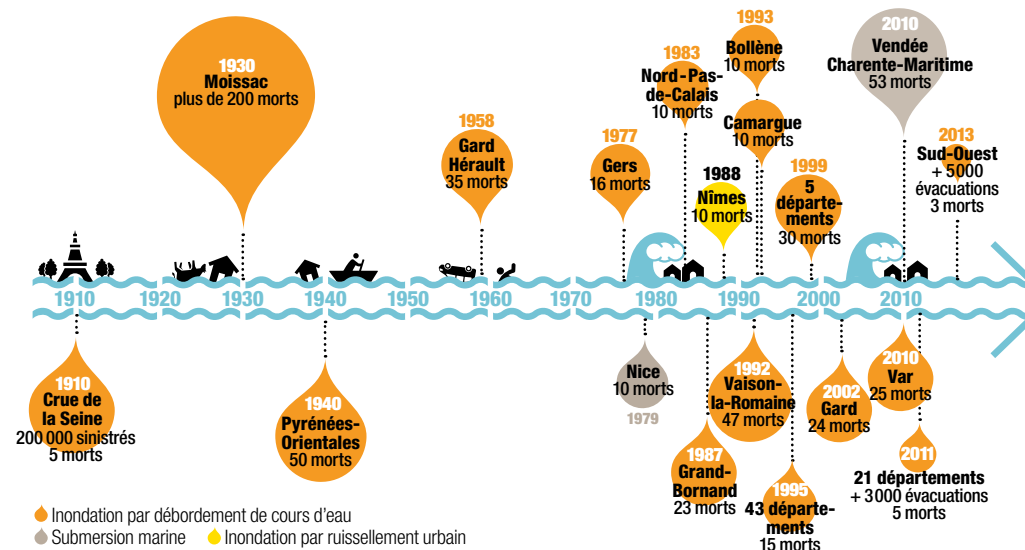 1930
Moissac
plus de 200 morts
1958
Gard
Hérault
35 morts
1977
Gers
16 morts
1983
Nord-Pas-
de-Calais
10 morts
1988
Nîmes
10 morts
1993
Bollène
10 morts
Camargue
10 morts
1999
5
départe-
ments
30 morts
2010
Vendée
Charente-Maritime
53 morts
2013
Sud-Ouest
+ 5000
évacuations
3 morts
1910 1920 1930 1940 1950 1960 1970 1980 1990 2000 2010
1910
Crue de
la Seine
200 000 sinistrés
5 morts
1940
Pyrénées-
Orientales
50 morts
Nice
10 morts
1979
1987
Grand-
Bornand
23 morts
1992
Vaison-
la-Romaine
47 morts
1995
43 départe-
ments
15 morts
2002
Gard
24 morts
2010
Var
25 morts
2011
21 départements
+ 3000 évacuations
5 morts
Inondation par débordement de cours d'eau
Submersion marine
Inondation par ruissellement urbain